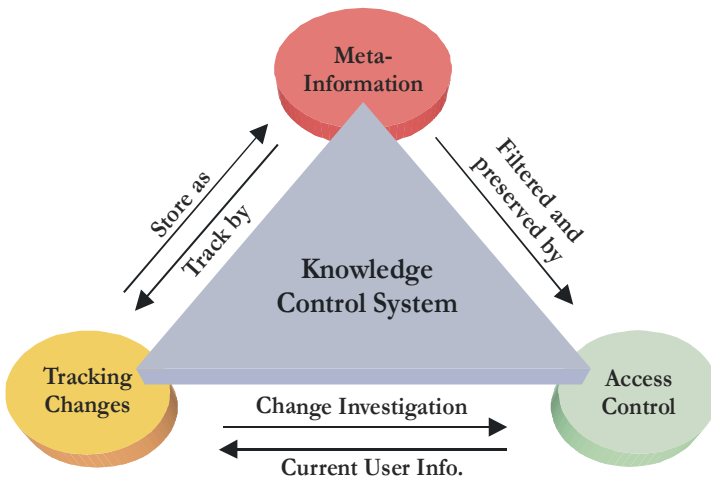 Meta-
Information
Store as
Track by
Filtered and
preserved by
Knowledge
Control System
Tracking
Changes
Access
Control
Change Investigation
Current User Info.